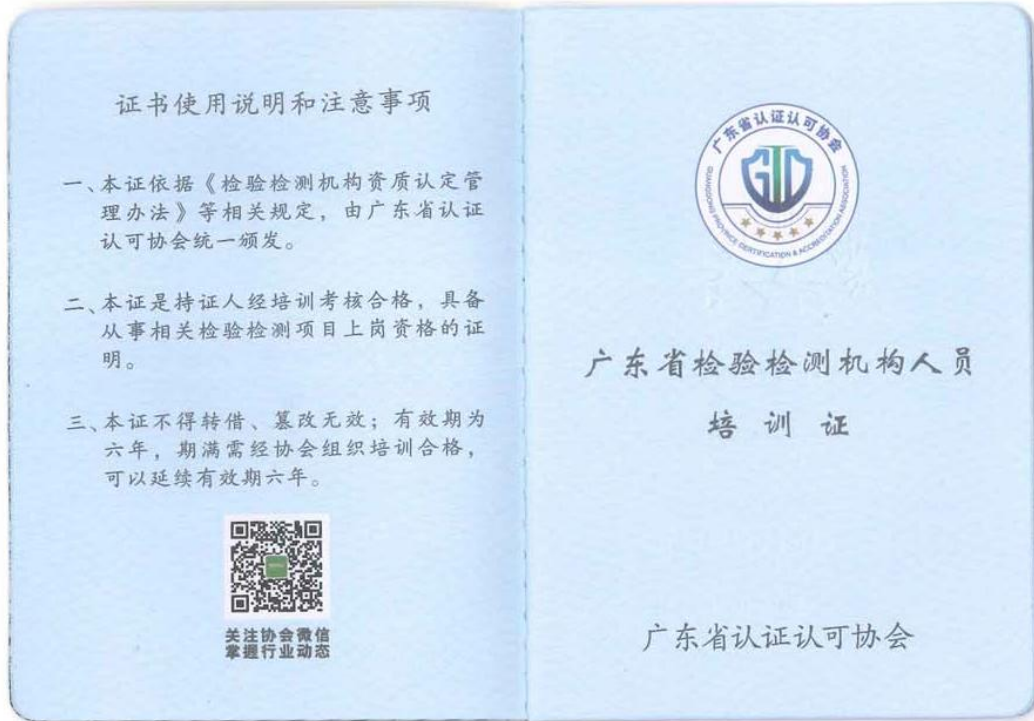 证书使用说明和注意事项
一、本证依据《检验检测机构资质认定管
理办法》等相关规定，由广东省认证
认可协会统一颁发。
二、本证是持证人经培训考核合格，具备
从事相关检验检测项目上岗资格的证
明。
三、本证不得转借、篡改无效；有效期为
六年，期满需经协会组织培训合格，
可以延续有效期六年。
关注协会微信
掌握行业动态
广东省认证认可协会
GUANGDONG PROVINCE CERTIFICATION & ACCREDITATION ASSOCIATION
广东省检验检测机构人员
培训证
广东省认证认可协会